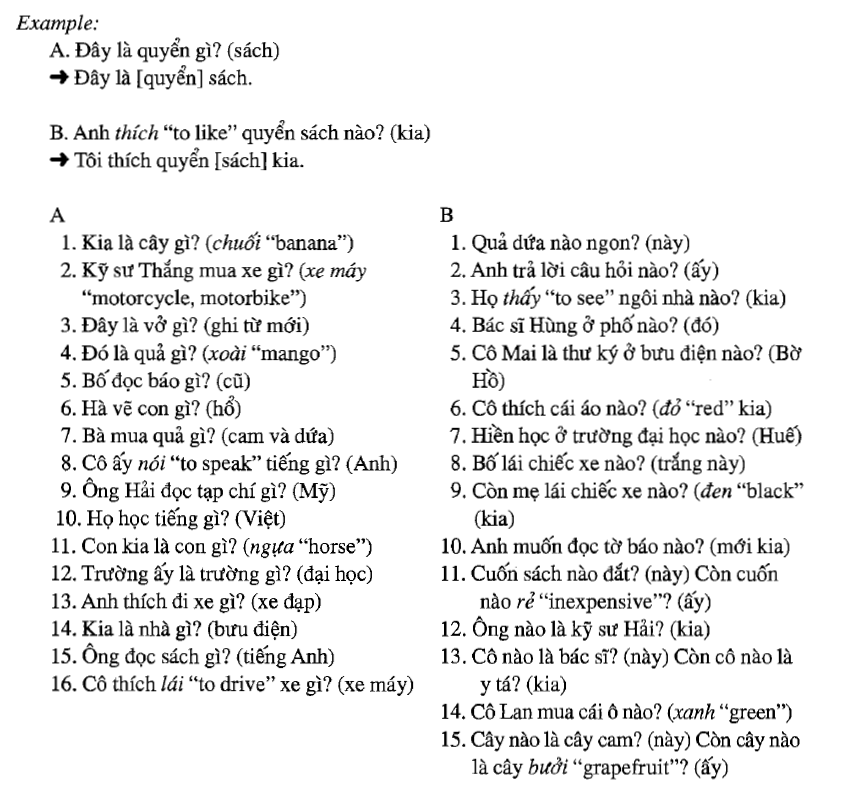 Example:
A. Đây là quyển gì? (sách)
➔ Đây là [quyển] sách.
B. Anh thích “to like” quyển sách nào? (kia)
➔ Tôi thích quyển [sách] kia.
A
1. Kia là cây gì? (chuối “banana”)
2. Kỹ sư Thắng mua xe gì? (xe máy
“motorcycle, motorbike”)
3. Đây là vở gì? (ghi từ mới)
4. Đó là quả gì? (xoài “mango”)
5. Bố đọc báo gì? (cũ)
6. Hà vẽ con gì? (hổ)
7. Bà mua quả gì? (cam và dứa)
8. Cô ấy nói “to speak” tiếng gì? (Anh)
9. Ông Hải đọc tạp chí gì? (Mỹ)
10. Họ học tiếng gì? (Việt)
11. Con kia là con gì? (ngựa “horse”)
12. Trường ấy là trường gì? (đại học)
13. Anh thích đi xe gì? (xe đạp)
14. Kia là nhà gì? (bưu điện)
15. Ông đọc sách gì? (tiếng Anh)
16. Cô thích lái “to drive” xe gì? (xe máy)
B
1. Quả dứa nào ngon? (này)
2. Anh trả lời câu hỏi nào? (ấy)
3. Họ thấy “to see” ngôi nhà nào? (kia)
4. Bác sĩ Hùng ở phố nào? (đó)
5. Cô Mai là thư ký ở bưu điện nào? (Bờ
Hồ)
6. Cô thích cái áo nào? (đỏ “red” kia)
7. Hiền học ở trường đại học nào? (Huế)
8. Bố lái chiếc xe nào? (trắng này)
9. Còn mẹ lái chiếc xe nào? (đen “black”
(kia)
10. Anh muốn đọc tờ báo nào? (mới kia)
11. Cuốn sách nào đắt? (này) Còn cuốn
nào rẻ “inexpensive”? (ấy)
12. Ông nào là kỹ sư Hải? (kia)
13. Cô nào là bác sĩ? (này) Còn cô nào là
y tá? (kia)
14. Cô Lan mua cái ô nào? (xanh “green”)
15. Cây nào là cây cam? (này) Còn cây nào
là cây bưởi “grapefruit”? (ấy)